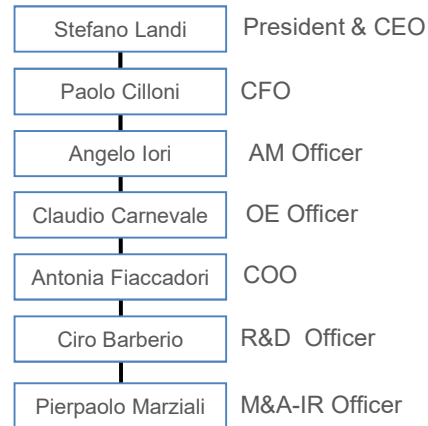 Stefano Landi President & CEO
Paolo Cilloni CFO
Angelo Iori AM Officer
Claudio Carnevale OE Officer
Antonia Fiaccadori COO
Ciro Barberio R&D Officer
Pierpaolo Marziali M&A-IR Officer